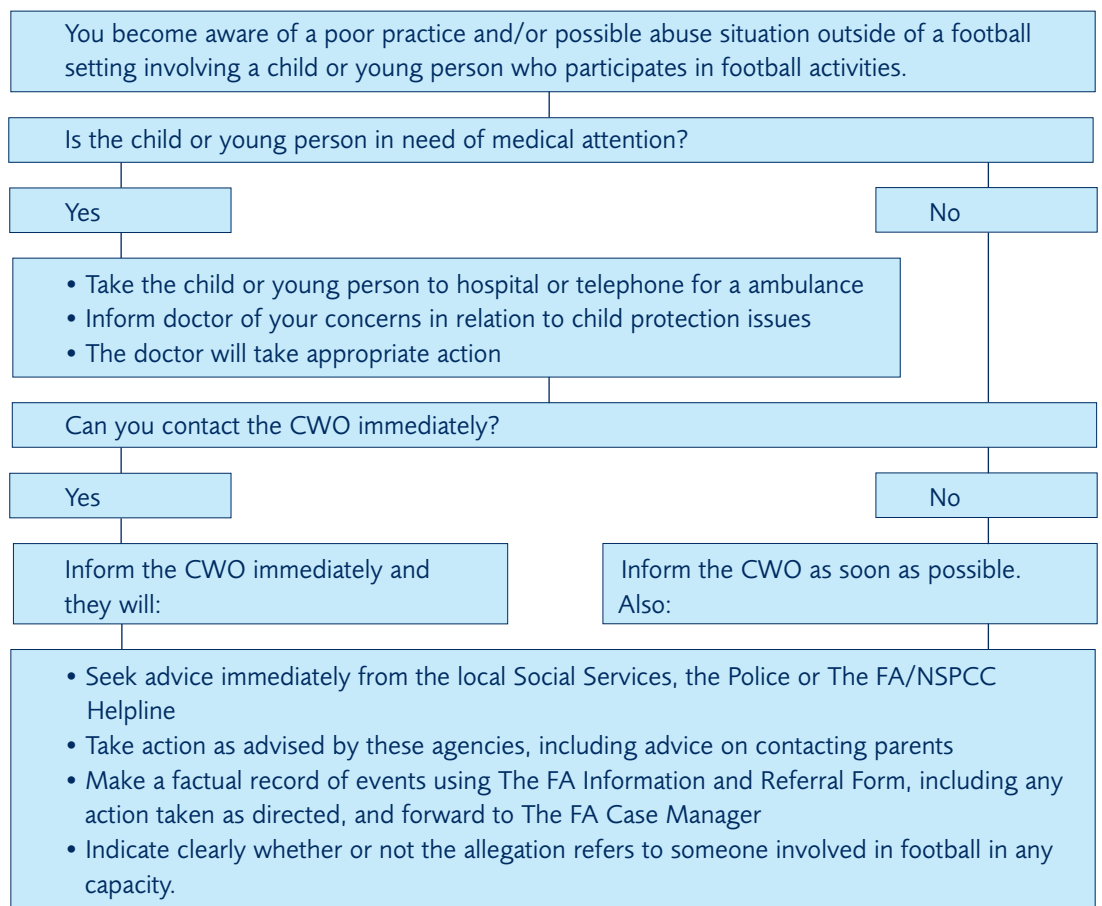 You become aware of a poor practice and/or possible abuse situation outside of a football
setting involving a child or young person who participates in football activities.
Is the child or young person in need of medical attention?
Yes
No
• Take the child or young person to hospital or telephone for a ambulance
• Inform doctor of your concerns in relation to child protection issues
• The doctor will take appropriate action
Can you contact the CWO immediately?
Yes
No
Inform the CWO immediately and
they will:
Inform the CWO as soon as possible.
Also:
• Seek advice immediately from the local Social Services, the Police or The FA/NSPCC
Helpline
• Take action as advised by these agencies, including advice on contacting parents
• Make a factual record of events using The FA Information and Referral Form, including any
action taken as directed, and forward to The FA Case Manager
• Indicate clearly whether or not the allegation refers to someone involved in football in any
capacity.